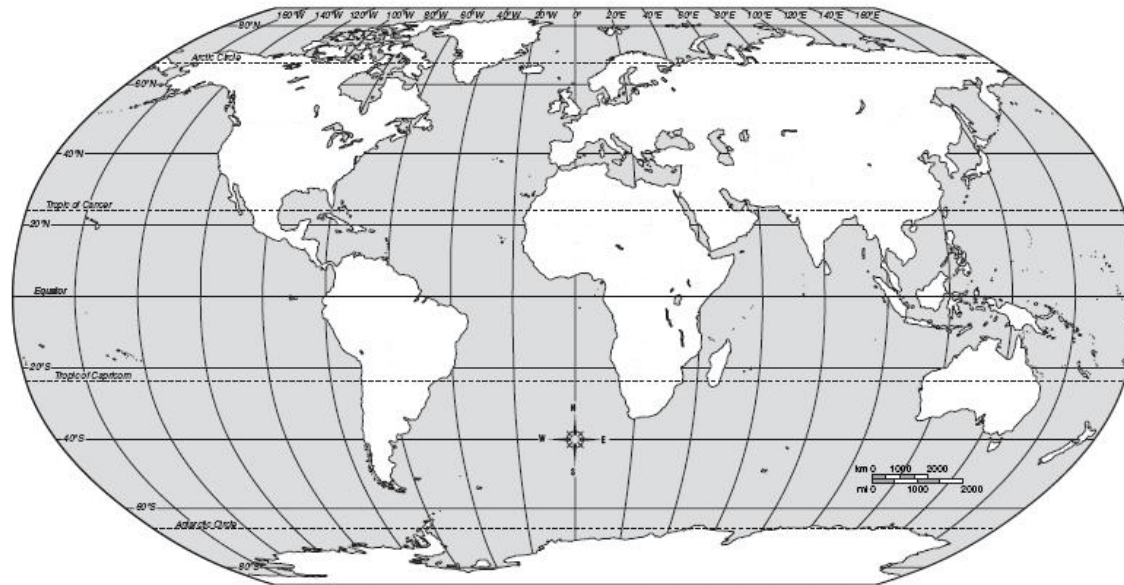 160°W 140°W 120°W 100°W 80°W 60°W 40°W 20°W 0° 20°E 40°E 60°E 80°E 100°E 120°E 140°E 160°E
80°N
Arctic Circle
60°N
40°N
Tropic of Cancer
20°N
Equator
20°S
Tropic of Capricorn
N
40°S W E
S
km 0 1000 2000
mi 0 1000 2000
60°S
Antarctic Circle
80°S